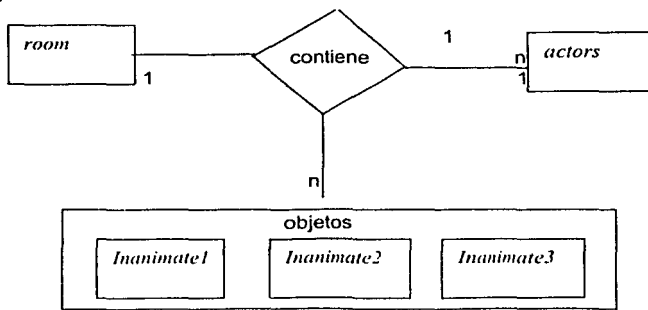 room
contiene
1
actors
1
n
1
n
objetos
Inanimate1
Inanimate2
Inanimate3